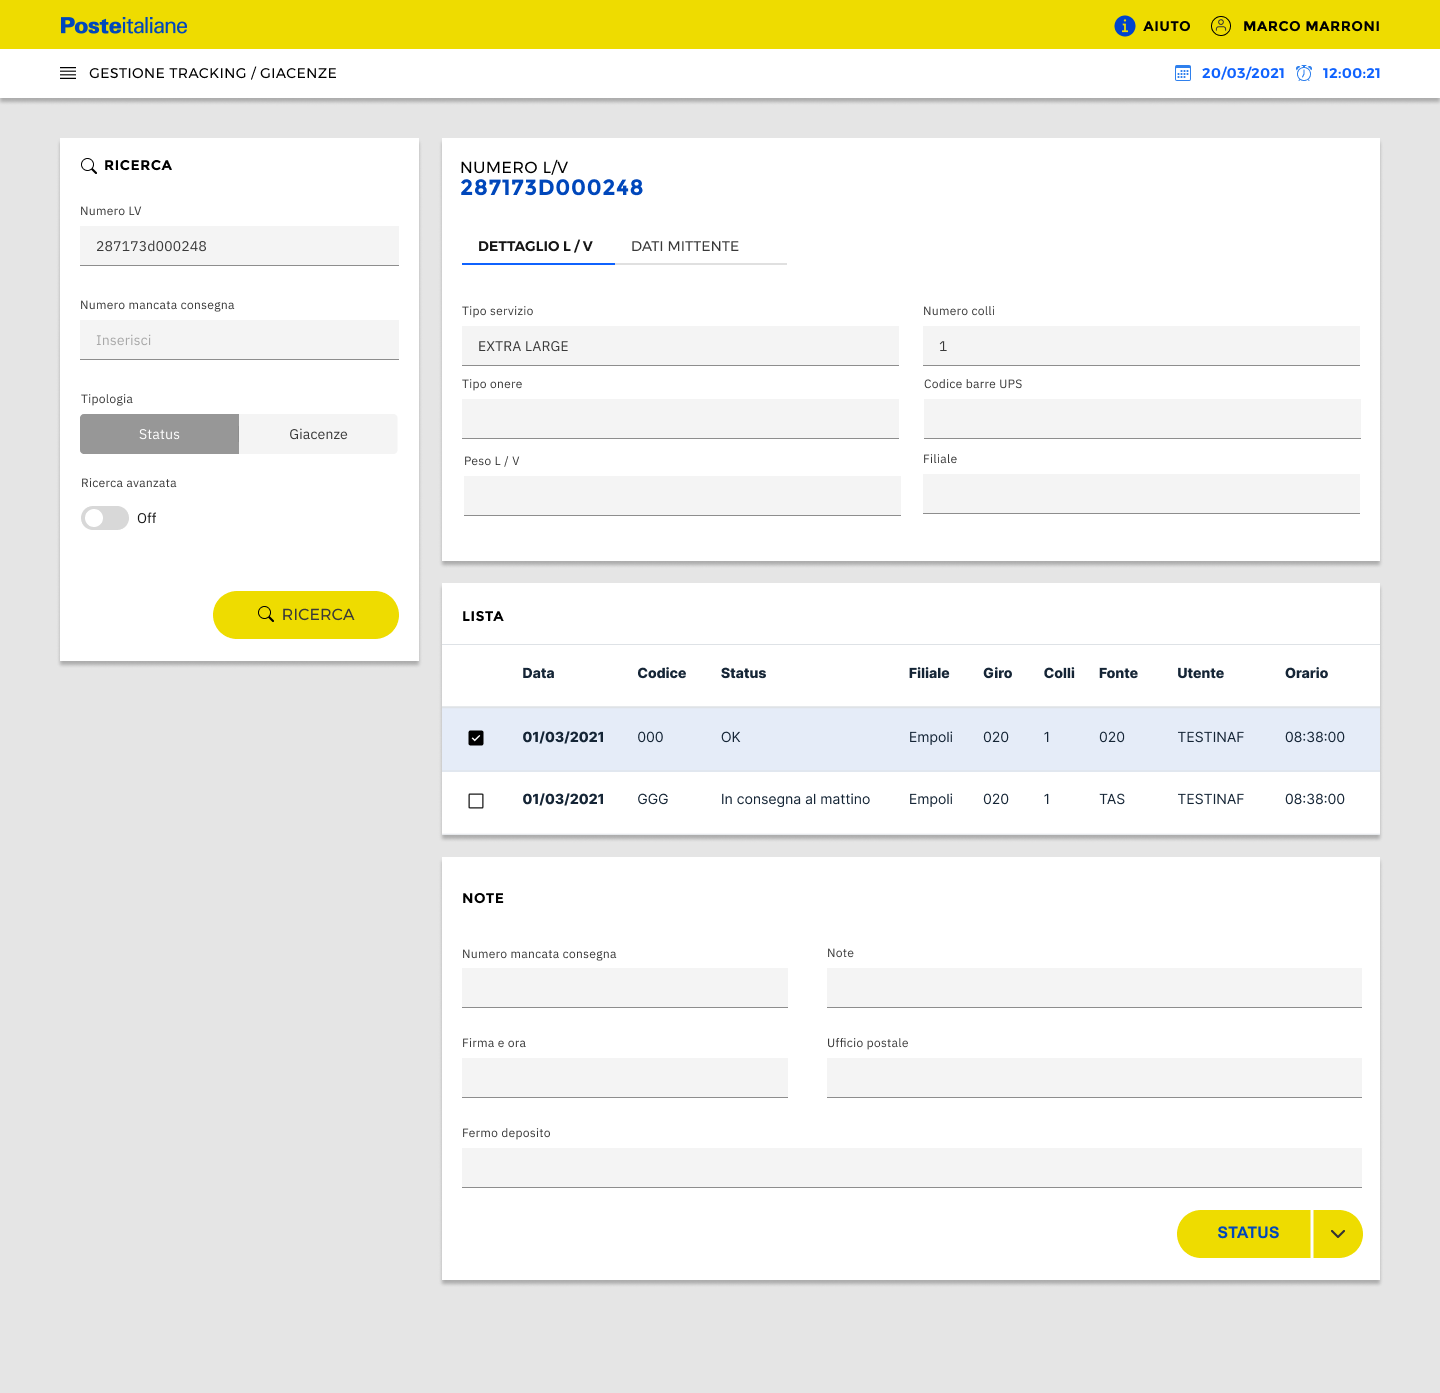 Posteitaliane
AIUTO
MARCO MARRONI
GESTIONE TRACKING / GIACENZE
20/03/2021
12:00:21
RICERCA
Numero LV
287173d000248
Numero mancata consegna
Inserisci
Tipologia
Status
Giacenze
Ricerca avanzata
Off
RICERCA
NUMERO L/V
287173D000248
DETTAGLIO L / V
DATI MITTENTE
Tipo servizio
Numero colli
EXTRA LARGE
1
Tipo onere
Codice barre UPS
Peso L / V
Filiale
LISTA
Data Codice Status Filiale Giro Colli Fonte Utente Orario
01/03/2021 000 OK Empoli 020 1 020 TESTINAF 08:38:00
01/03/2021 GGG In consegna al mattino Empoli 020 1 TAS TESTINAF 08:38:00
NOTE
Numero mancata consegna
Note
Firma e ora
Ufficio postale
Fermo deposito
STATUS